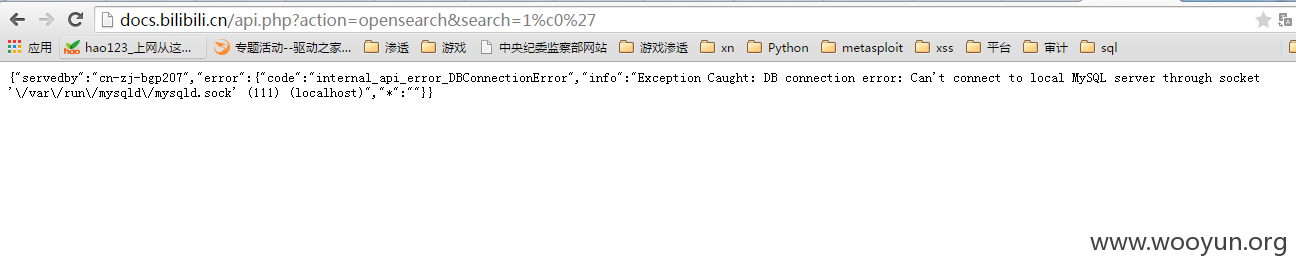 docs.bilibili.cn/api.php?action=opensearch&search=1%c0%27
应用 hao123_上网从这... 专题活动--驱动之家... 渗透 游戏 中央纪委监察部网站 游戏渗透 xn Python metasploit xss 平台 审计 sql
{"servedby":"cn-zj-bgp207","error":{"code":"internal_api_error_DBConnectionError","info":"Exception Caught: DB connection error: Can't connect to local MySQL server through socket
'\/var\/run\/mysqld\/mysqld.sock' (111) (localhost)","*":""}}
www.wooyun.org